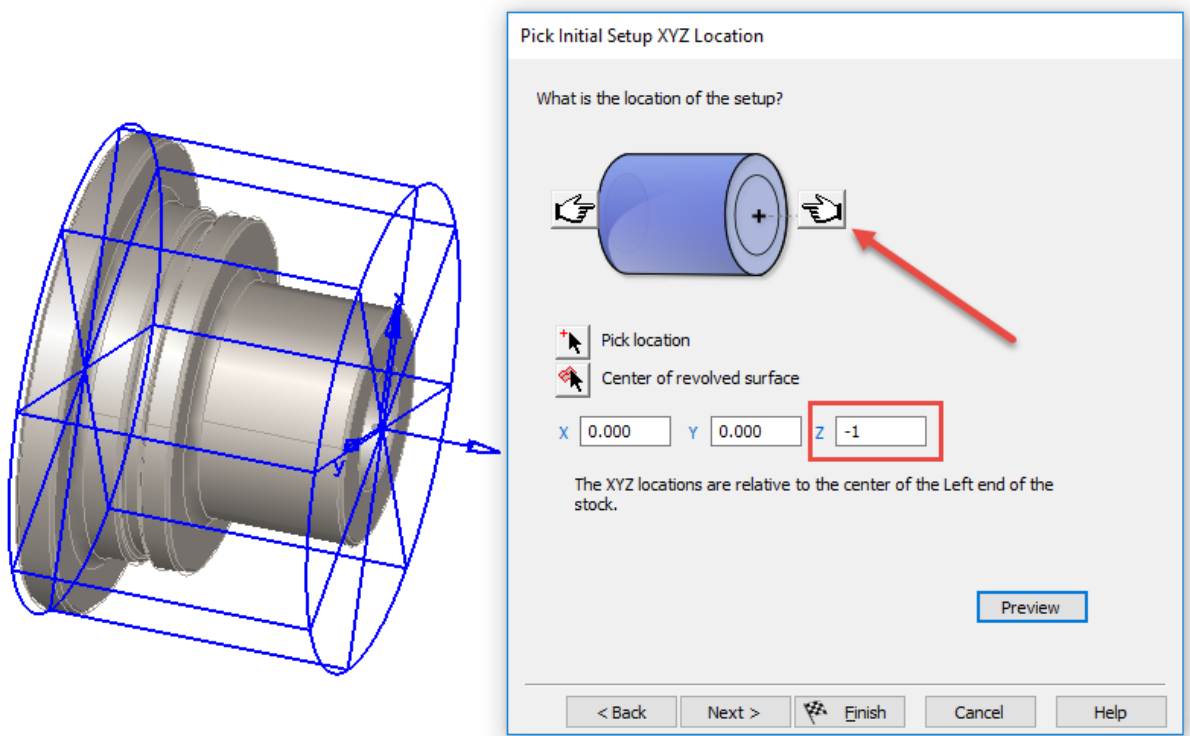 Pick Initial Setup XYZ Location
What is the location of the setup?
Pick location
Center of revolved surface
X 0.000 Y 0.000 Z -1
The XYZ locations are relative to the center of the Left end of the
stock.
x
y
Preview
< Back Next > Finish Cancel Help